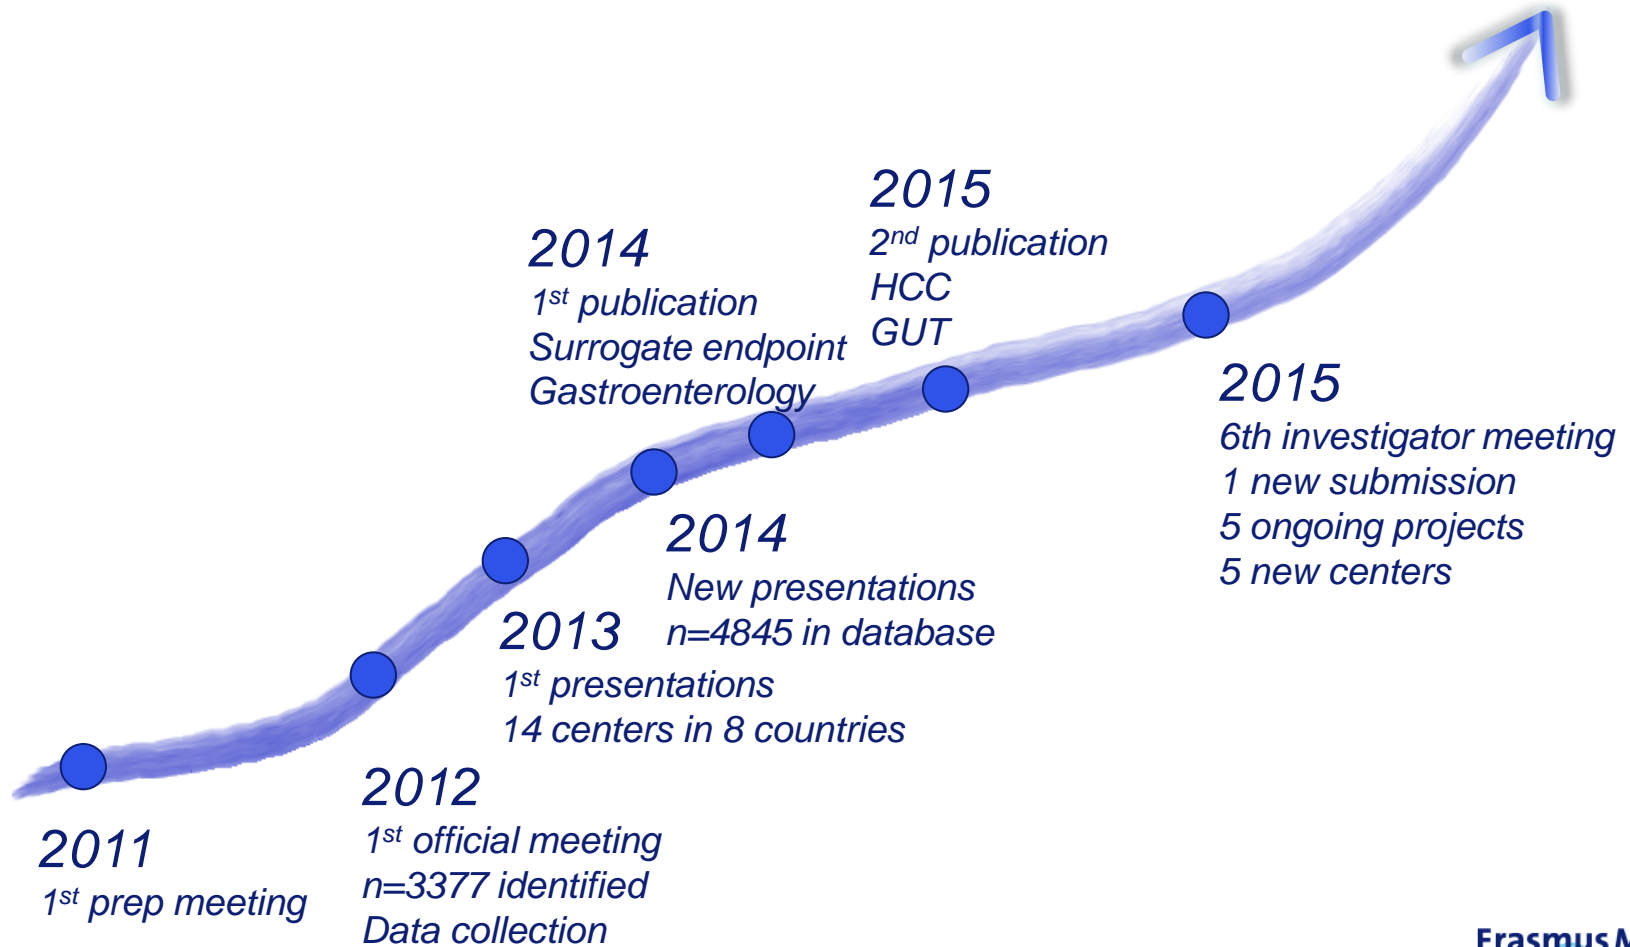 2011
1st prep meeting
2012
1st official meeting
n=3377 identified
Data collection
2013
1st presentations
14 centers in 8 countries
2014
New presentations
n=4845 in database
2014
1st publication
Surrogate endpoint
Gastroenterology
2015
2nd publication
HCC
GUT
2015
6th investigator meeting
1 new submission
5 ongoing projects
5 new centers
Erasmus M